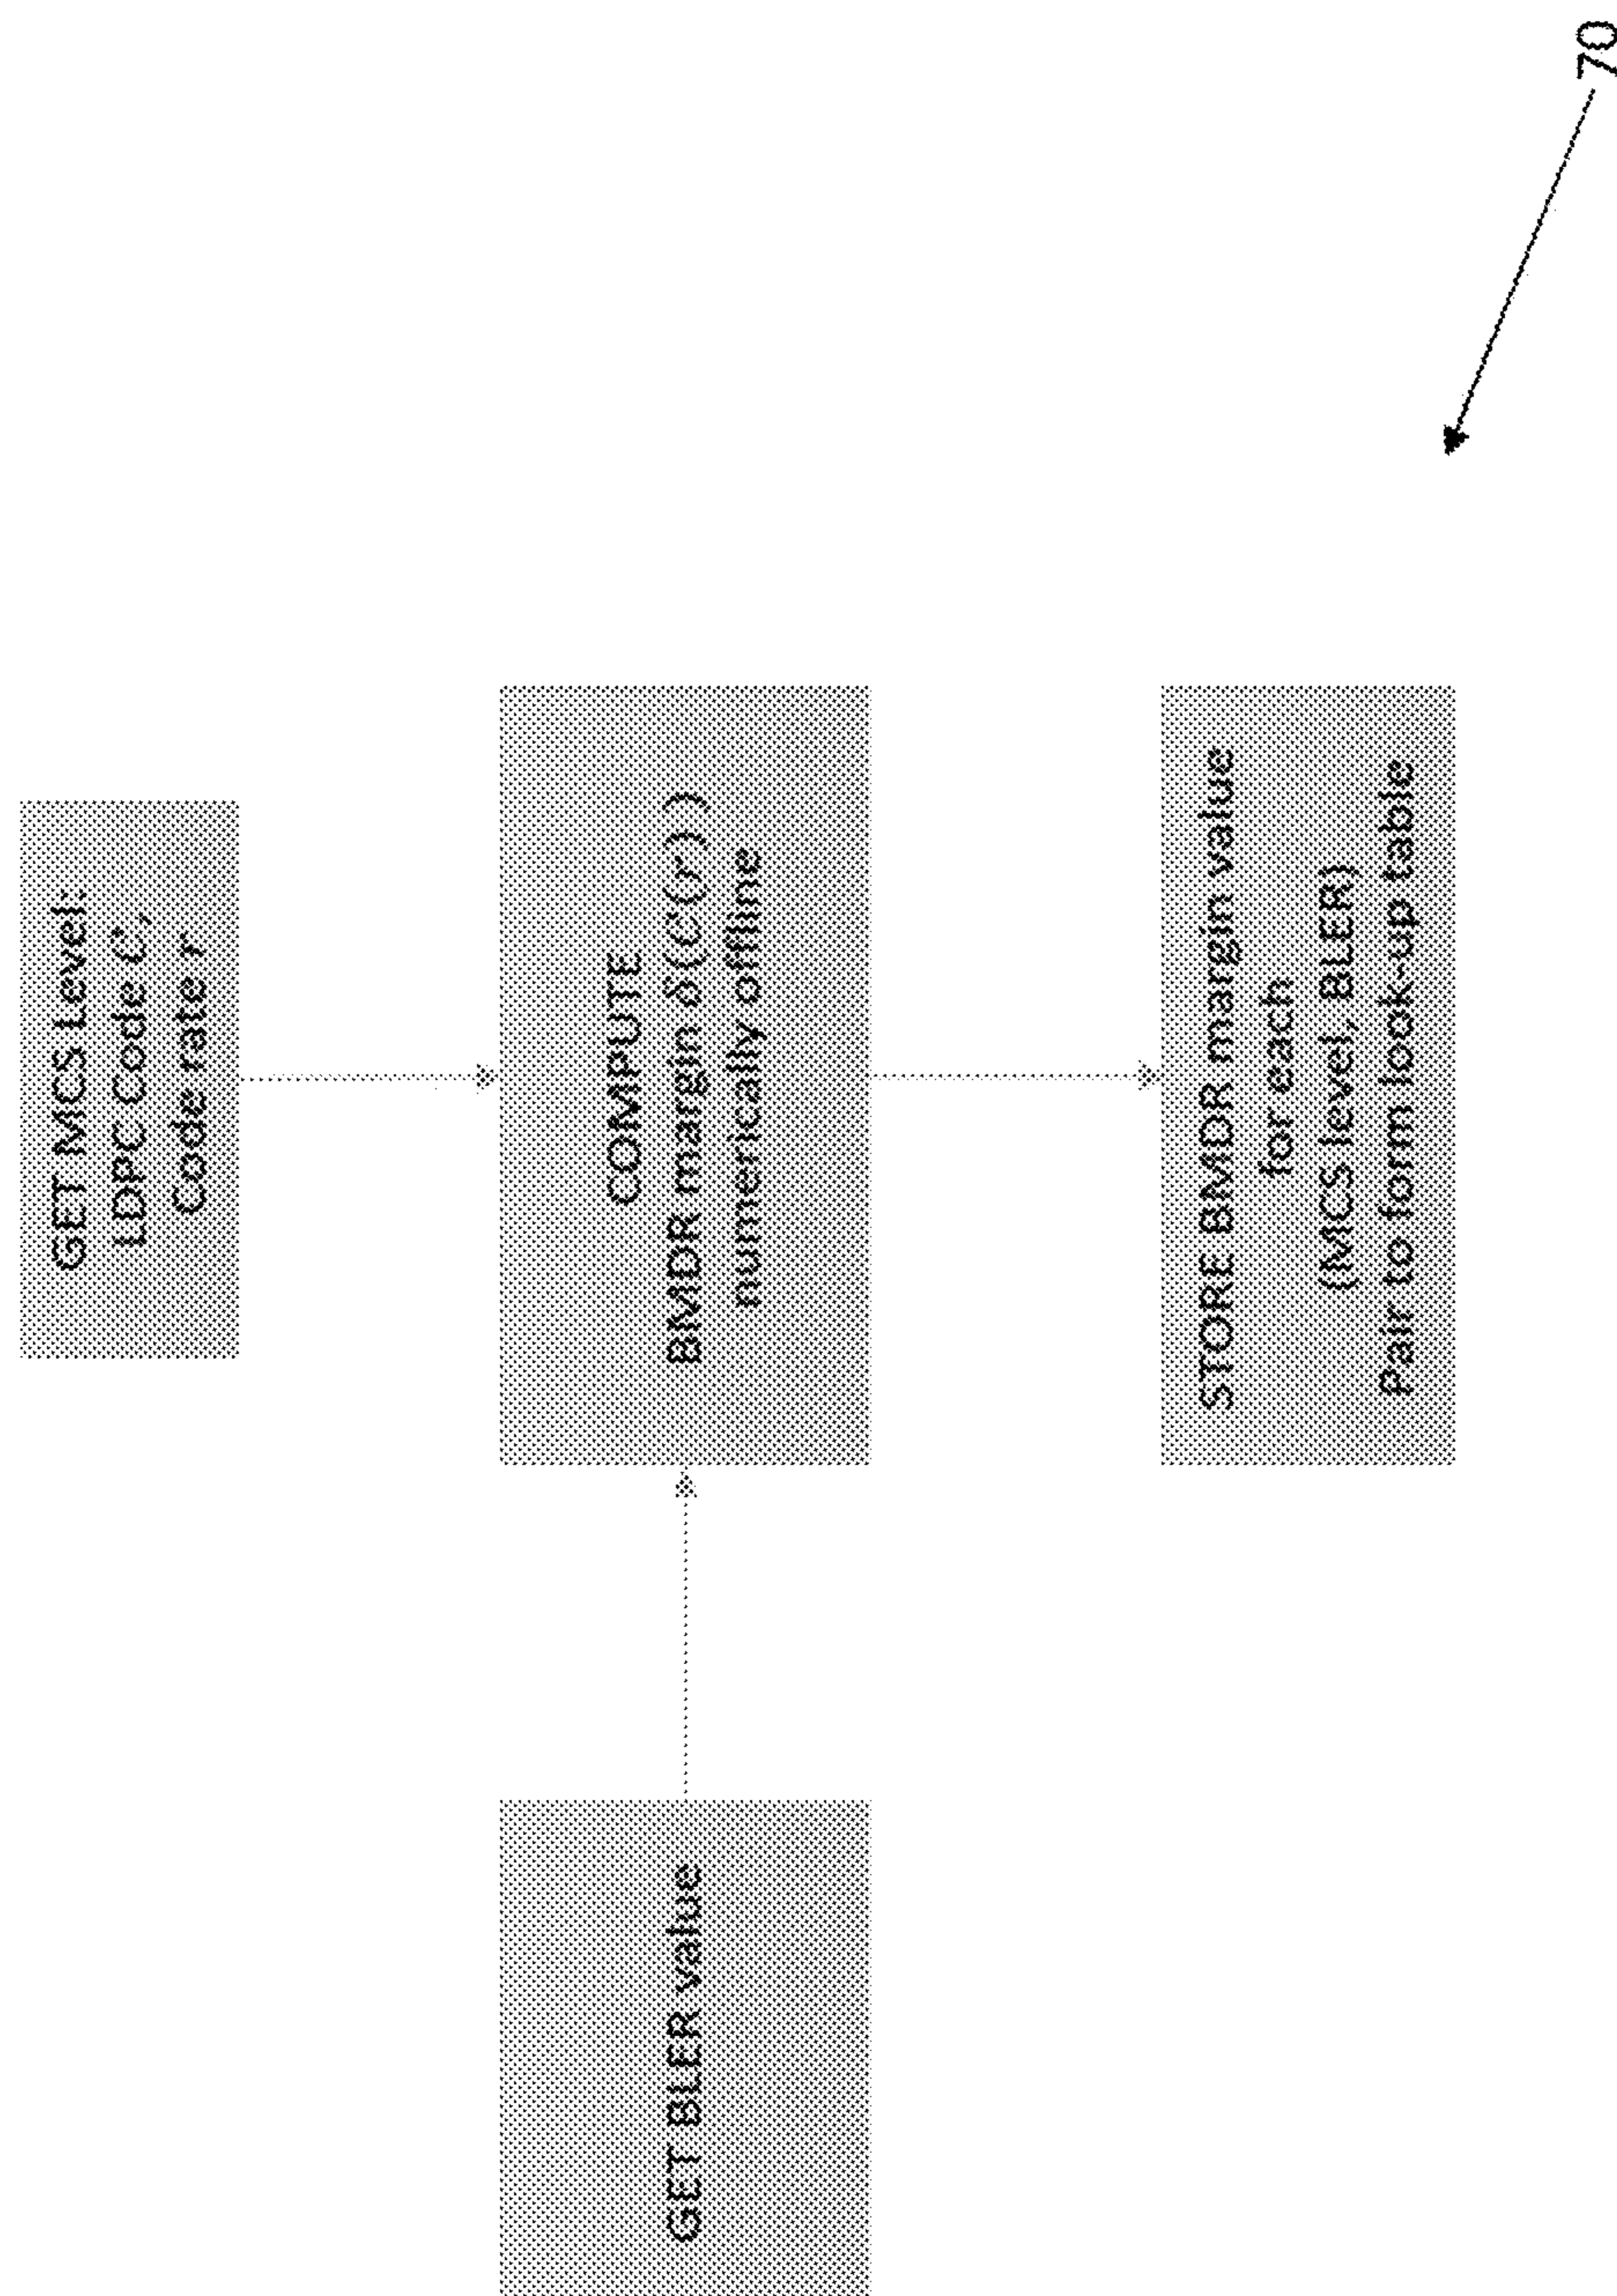 70
GET MCS Level:
LDPC Code C,
Code rate r
GET BLER value
COMPUTE
BMDR margin δ(C(r))
numerically offline
STORE BMDR margin value
for each
(MCS level, BLER)
Pair to form look-up table